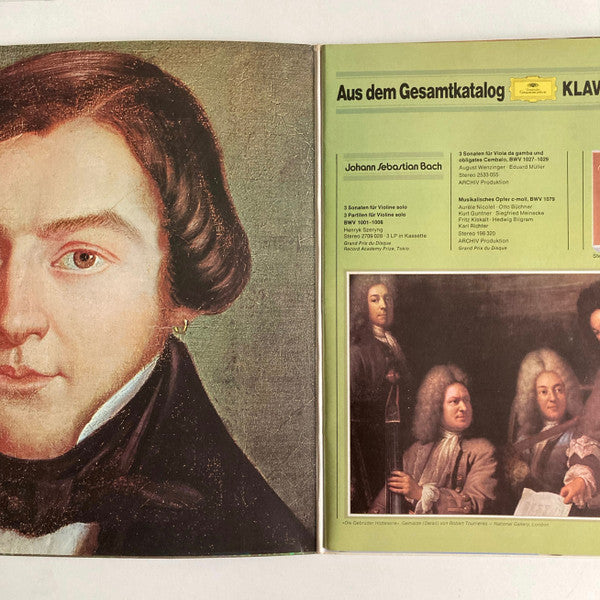 Aus dem Gesamtkatalog
KLAV
Johann Sebastian Bach
3 Sonaten für Violine solo
3 Partiten für Violine solo
BWV 1001-1006
Henryk Szeryng
Stereo 2709 028 · 3 LP in Kassette
Grand Prix du Disque
Record Academy Prize, Tokio
3 Sonaten für Viola da gamba und
obligates Cembalo, BWV 1027-1029
August Wenzinger · Eduard Müller
Stereo 2533 055
ARCHIV Produktion
Musikalisches Opfer c-moll, BWV 1079
Aurèle Nicolet · Otto Büchner
Kurt Guntner · Siegfried Meinecke
Fritz Kiskalt · Hedwig Bilgram
Karl Richter
Stereo 198 320
ARCHIV Produktion
Grand Prix du Disque
Ste
»Die Gebrüder Hotteterre«, Gemälde (Detail) von Robert Tournières – National Gallery, London